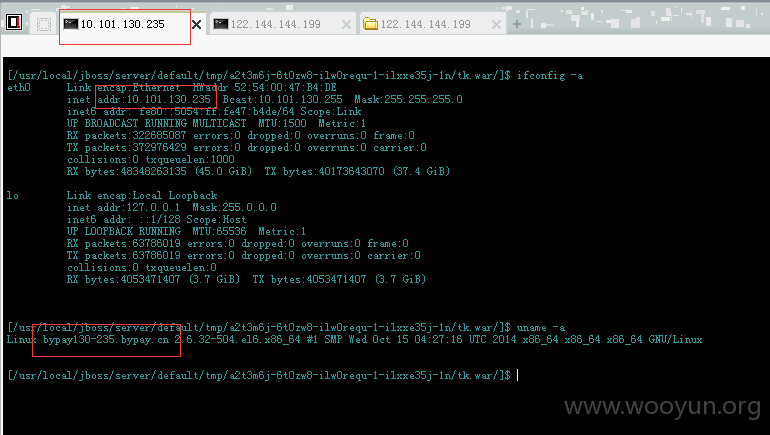 10.101.130.235
122.144.144.199
122.144.144.199
[/usr/local/jboss/server/default/tmp/a2t3m6j-6t0zw8-ilw0requ-1-ilxxe35j-1n/tk.war/]$ ifconfig -a
eth0 Link encap:Ethernet HWaddr 52:54:00:47:B4:DE
inet addr:10.101.130.235 Bcast:10.101.130.255 Mask:255.255.255.0
inet6 addr: fe80::5054:ff:fe47:b4de/64 Scope:Link
UP BROADCAST RUNNING MULTICAST MTU:1500 Metric:1
RX packets:322685087 errors:0 dropped:0 overruns:0 frame:0
TX packets:372976429 errors:0 dropped:0 overruns:0 carrier:0
collisions:0 txqueuelen:1000
RX bytes:48348263135 (45.0 GiB) TX bytes:40173643070 (37.4 GiB)
lo Link encap:Local Loopback
inet addr:127.0.0.1 Mask:255.0.0.0
inet6 addr: ::1/128 Scope:Host
UP LOOPBACK RUNNING MTU:65536 Metric:1
RX packets:63786019 errors:0 dropped:0 overruns:0 frame:0
TX packets:63786019 errors:0 dropped:0 overruns:0 carrier:0
collisions:0 txqueuelen:0
RX bytes:4053471407 (3.7 GiB) TX bytes:4053471407 (3.7 GiB)
[/usr/local/jboss/server/default/tmp/a2t3m6j-6t0zw8-ilw0requ-1-ilxxe35j-1n/tk.war/]$ uname -a
Linux bypay130-235.bypay.cn 2.6.32-504.el6.x86_64 #1 SMP Wed Oct 15 04:27:16 UTC 2014 x86_64 x86_64 x86_64 GNU/Linux
[/usr/local/jboss/server/default/tmp/a2t3m6j-6t0zw8-ilw0requ-1-ilxxe35j-1n/tk.war/]$
www.wooyun.org